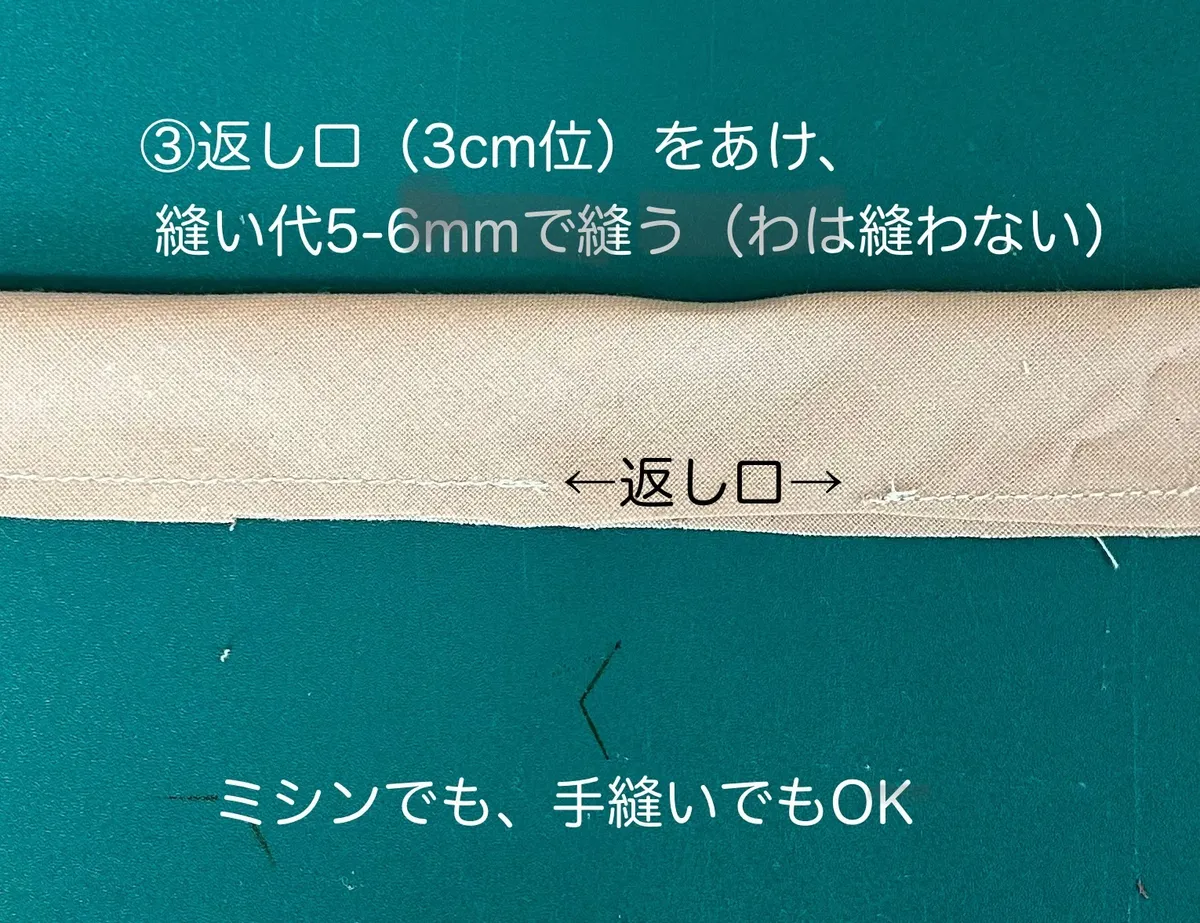 ③返し口（3cm位）をあけ、
縫い代5-6mmで縫う（わは縫わない）
←返し口→
ミシンでも、手縫いでもOK